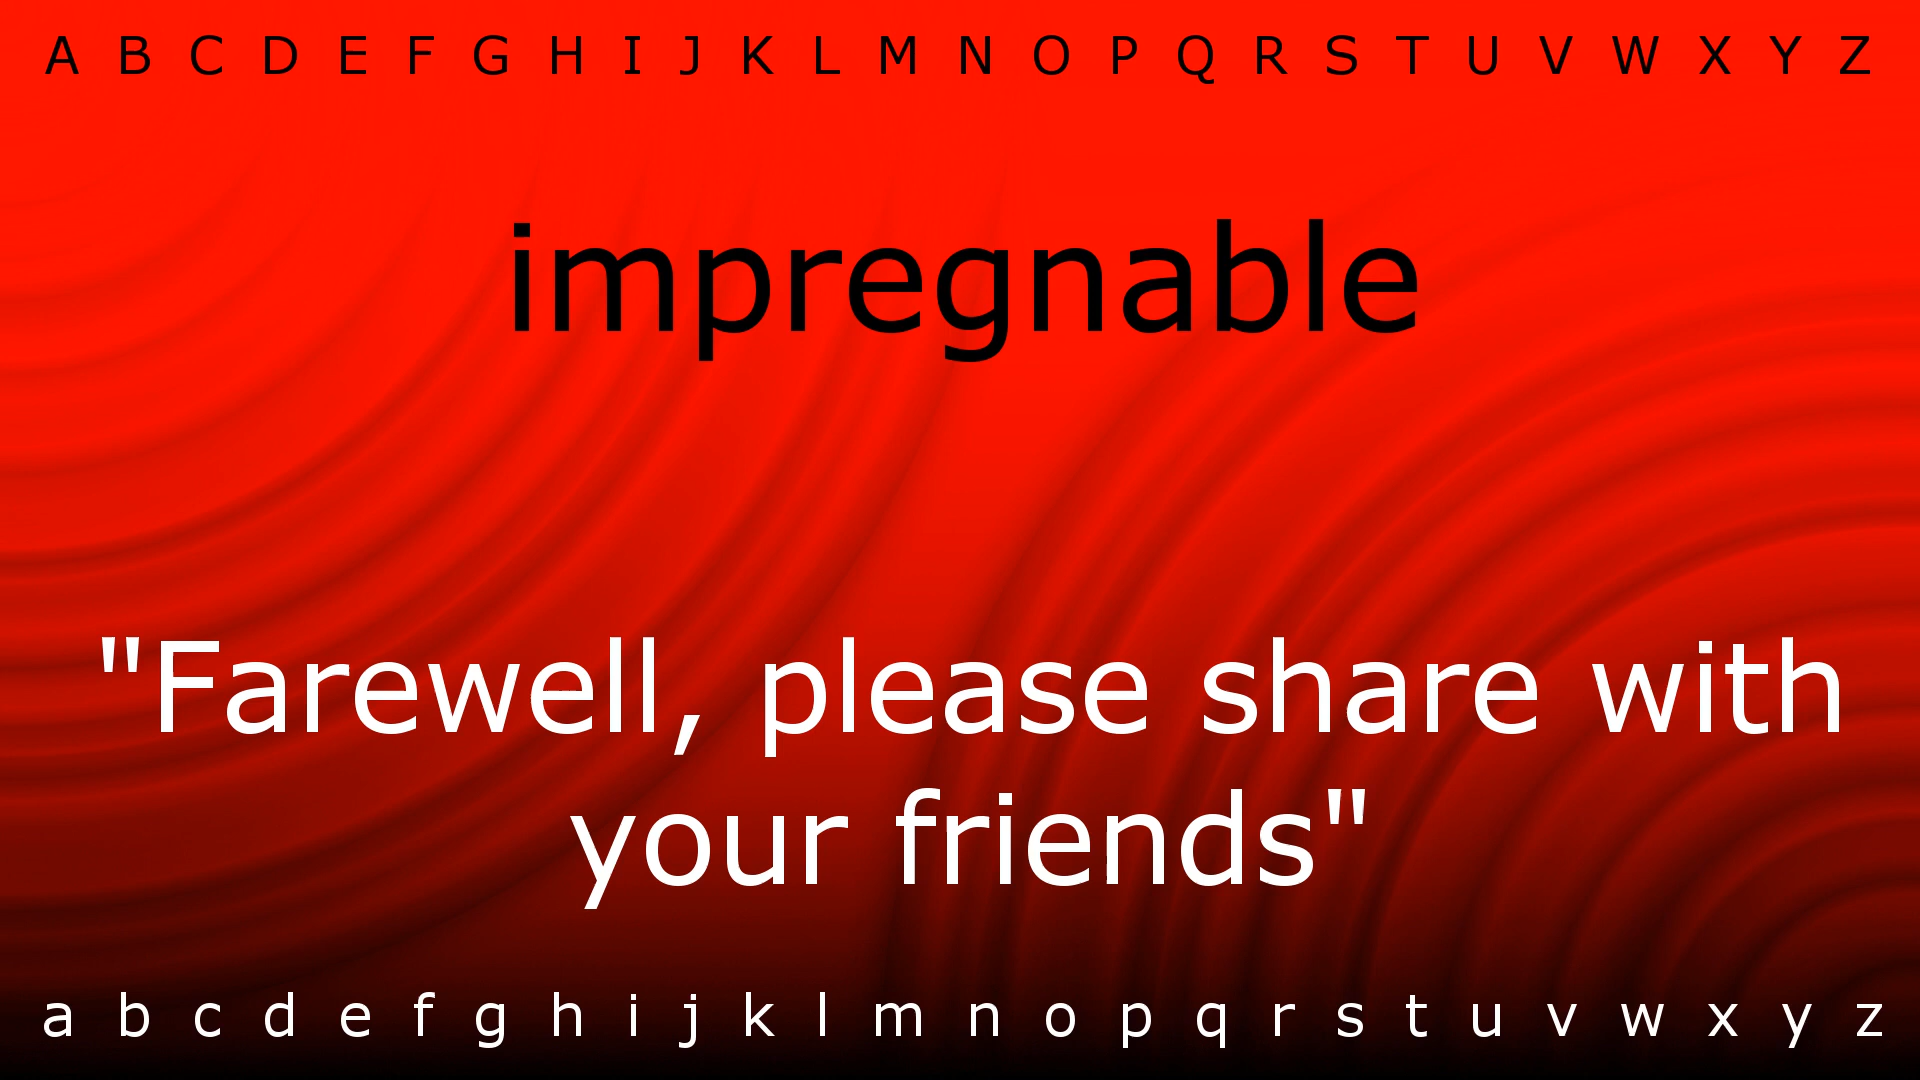 A B C D E F G H I J K L M N O P Q R S T U V W X Y Z
impregnable
"Farewell, please share with
your friends"
a b c d e f g h i j k l m n o p q r s t u v w x y z